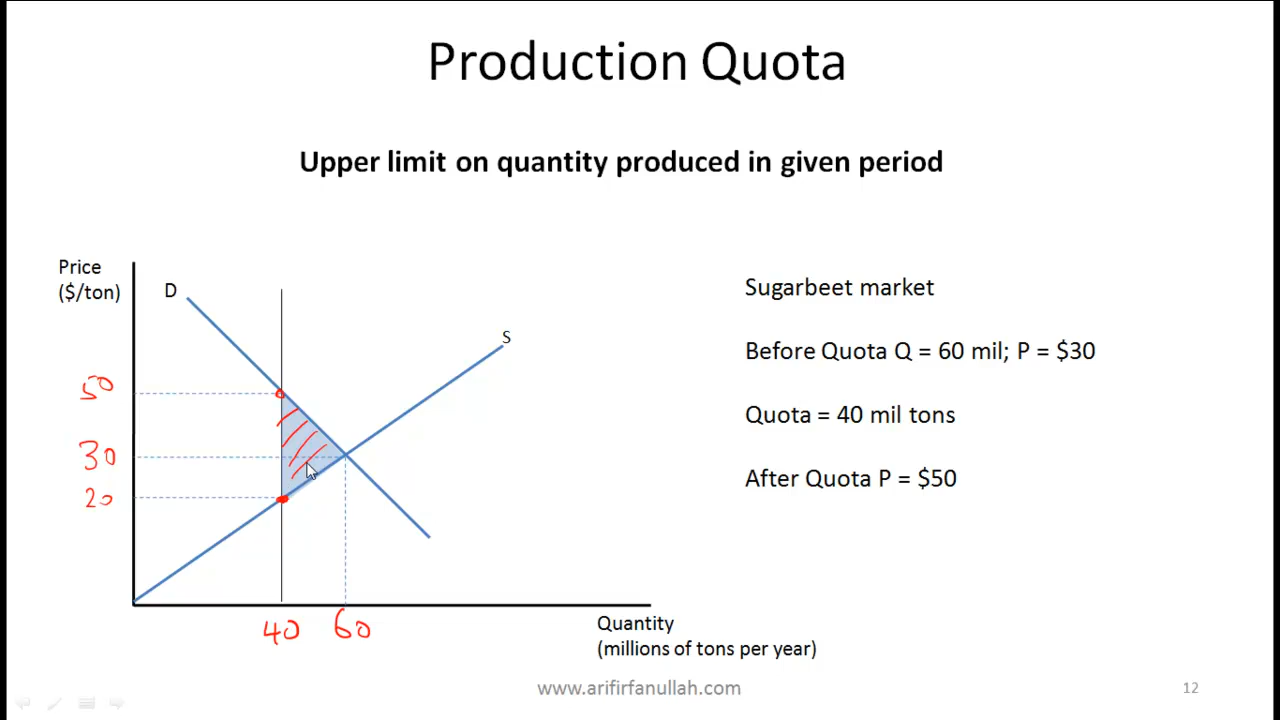 Production Quota
Upper limit on quantity produced in given period
Price
($/ton)
D
S
50
30
20
40
60
Quantity
(millions of tons per year)
Sugarbeet market
Before Quota Q = 60 mil; P = $30
Quota = 40 mil tons
After Quota P = $50
www.arifirfanullah.com
12